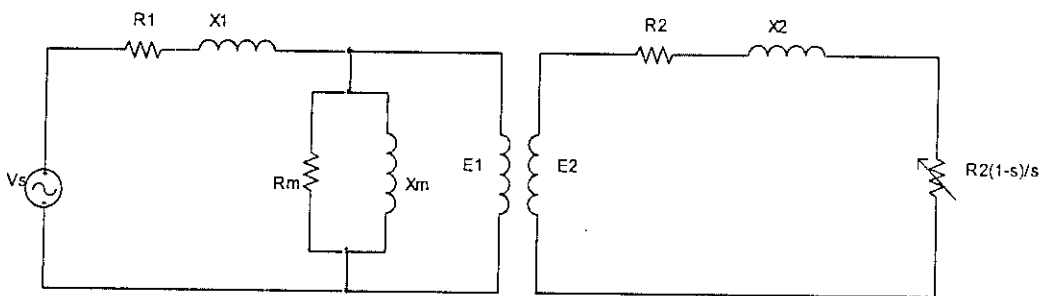 R1
X1
R2
X2
Vs
Rm
Xm
E1
E2
R2(1-s)/s